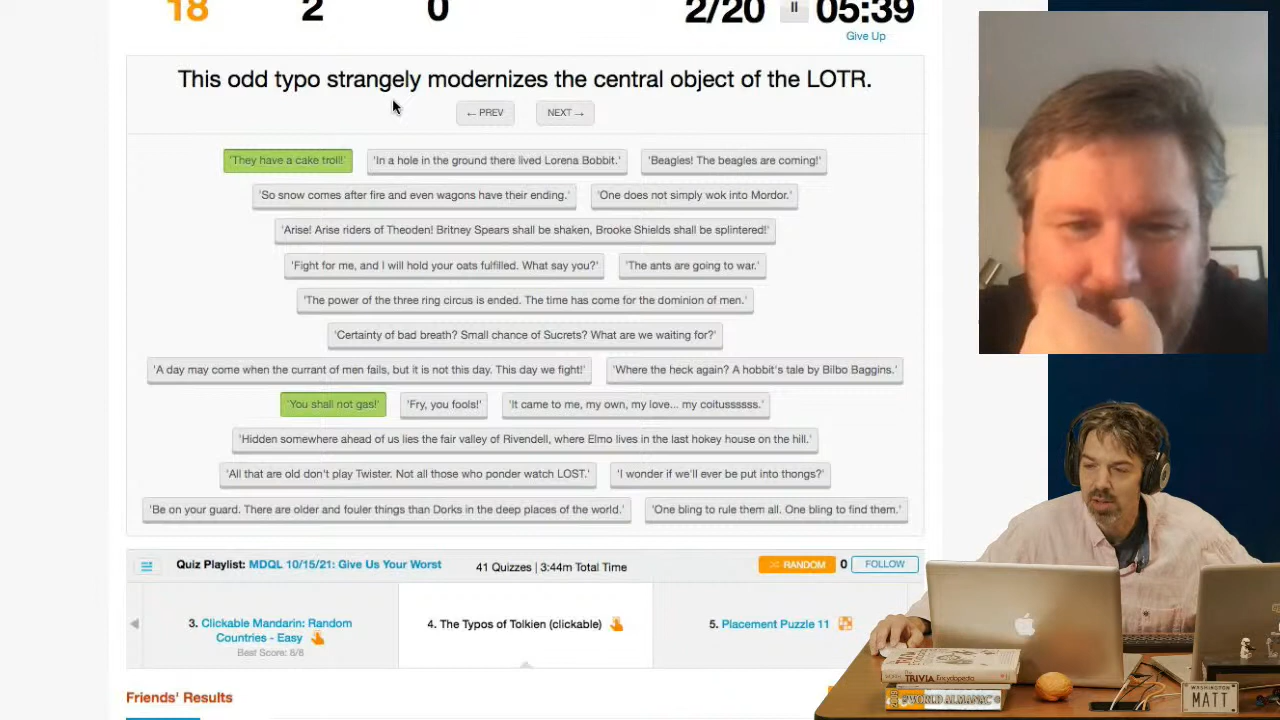 18 2 0 2/20 05:39
Give Up
This odd typo strangely modernizes the central object of the LOTR.
← PREV NEXT →
'They have a cake troll!' 'In a hole in the ground there lived Lorena Bobbit.' 'Beagles! The beagles are coming!'
'So snow comes after fire and even wagons have their ending.' 'One does not simply wok into Mordor.'
'Arise! Arise riders of Theoden! Britney Spears shall be shaken, Brooke Shields shall be splintered!'
'Fight for me, and I will hold your oats fulfilled. What say you?' 'The ants are going to war.'
'The power of the three ring circus is ended. The time has come for the dominion of men.'
'Certainty of bad breath? Small chance of Sucrets? What are we waiting for?'
'A day may come when the currant of men fails, but it is not this day. This day we fight!' 'Where the heck again? A hobbit's tale by Bilbo Baggins.'
'You shall not gas!' 'Fry, you fools!' 'It came to me, my own, my love... my coitussssss.'
'Hidden somewhere ahead of us lies the fair valley of Rivendell, where Elmo lives in the last hokey house on the hill.'
'All that are old don't play Twister. Not all those who ponder watch LOST.' 'I wonder if we'll ever be put into thongs?'
'Be on your guard. There are older and fouler things than Dorks in the deep places of the world.' 'One bling to rule them all. One bling to find them.'
Quiz Playlist: MDQL 10/15/21: Give Us Your Worst 41 Quizzes | 3:44m Total Time RANDOM 0 FOLLOW
3. Clickable Mandarin: Random Countries - Easy
Best Score: 8/8
4. The Typos of Tolkien (clickable)
5. Placement Puzzle 11
Friends' Results
TRIVIA Encyclopedia
WORLD ALMANAC
WASHINGTON
MATT